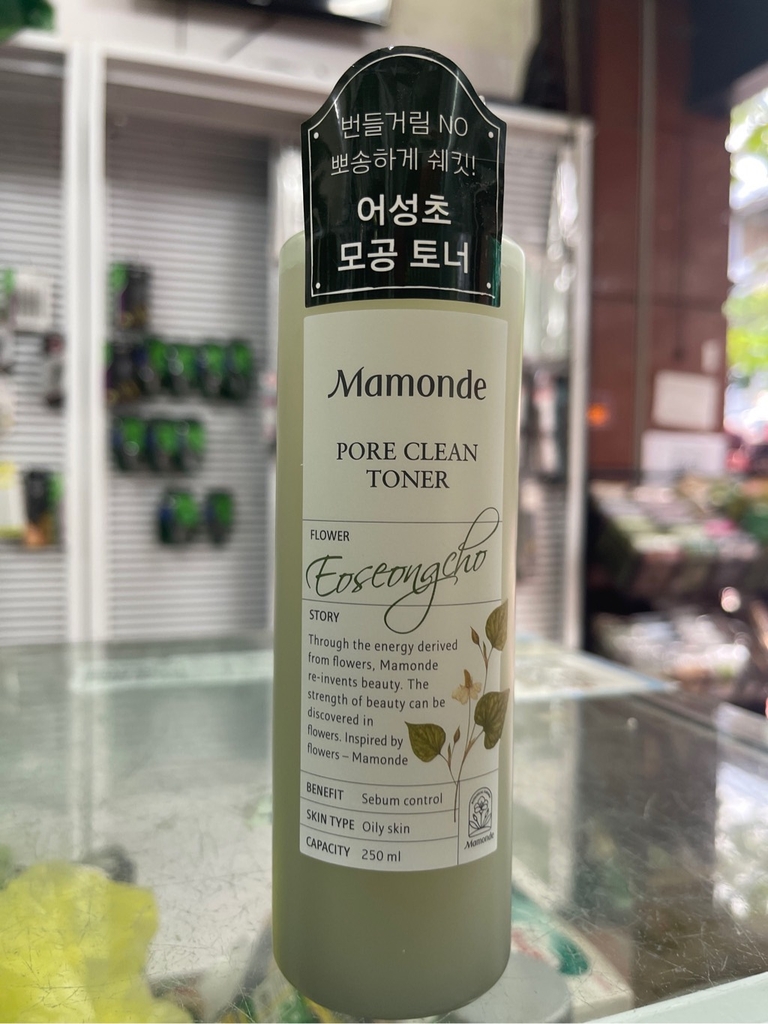 번들거림 NO
뽀송하게 쉐킷!
어성초
모공 토너
Mamonde
PORE CLEAN
TONER
FLOWER
Eoseongcho
STORY
Through the energy derived
from flowers, Mamonde
re-invents beauty. The
strength of beauty can be
discovered in
flowers. Inspired by
flowers – Mamonde
BENEFIT Sebum control
SKIN TYPE Oily skin
CAPACITY 250 ml
Mamonde